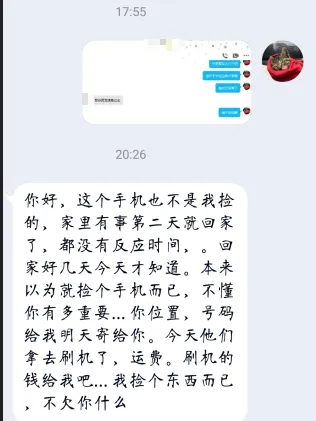 17:55
20:26
你好，这个手机也不是我捡
的，家里有事第二天就回家
了，都没有反应时间，。回
家好几天今天才知道。本来
以为就捡个手机而已，不懂
你有多重要...你位置，号码
给我明天寄给你。今天他们
拿去刷机了，运费。刷机的
钱给我吧...我捡个东西而已
，不欠你什么